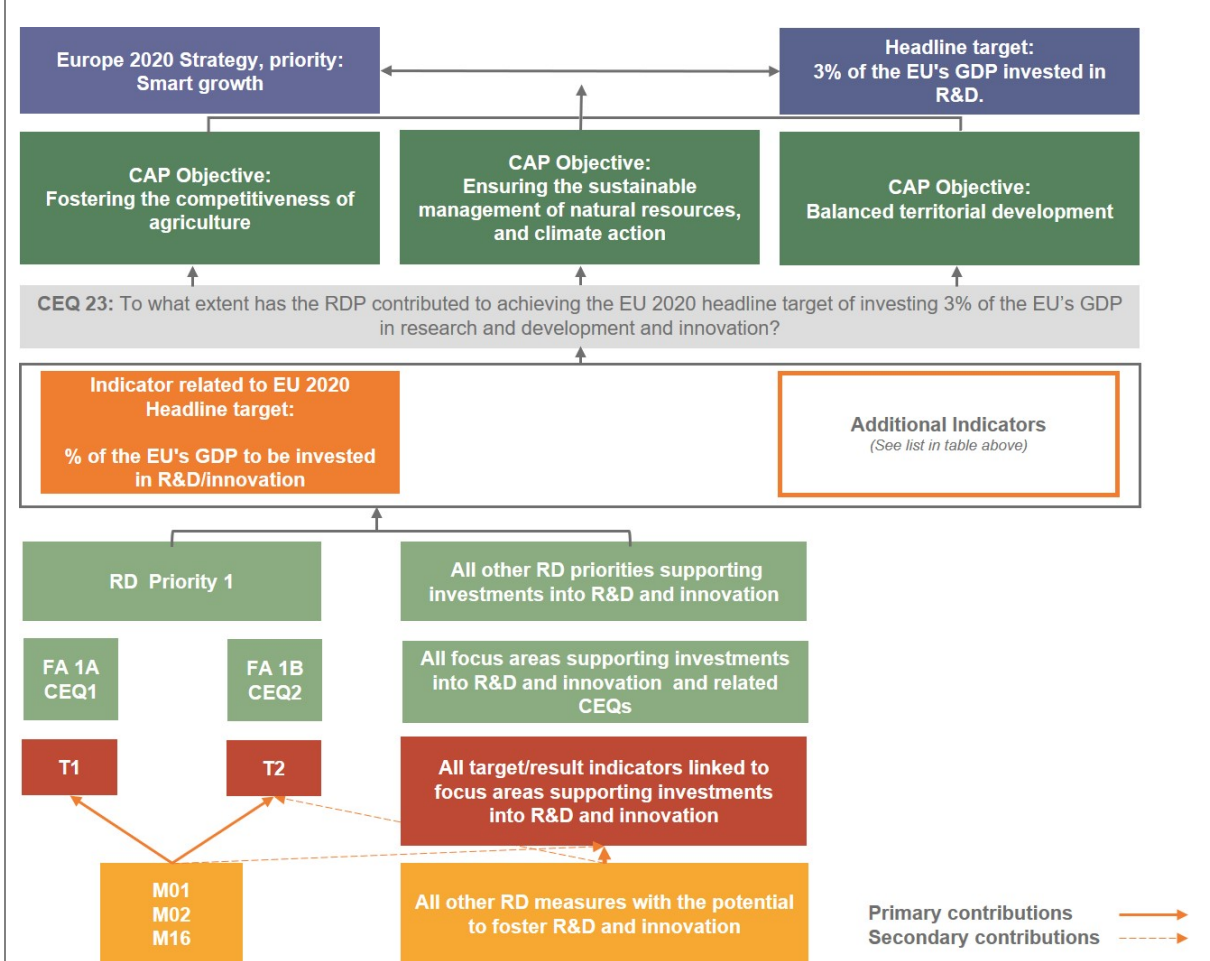 Europe 2020 Strategy, priority:
Smart growth
Headline target:
3% of the EU's GDP invested in
R&D.
CAP Objective:
Fostering the competitiveness of
agriculture
CAP Objective:
Ensuring the sustainable
management of natural resources,
and climate action
CAP Objective:
Balanced territorial development
CEQ 23: To what extent has the RDP contributed to achieving the EU 2020 headline target of investing 3% of the EU’s GDP
in research and development and innovation?
Indicator related to EU 2020
Headline target:
% of the EU's GDP to be invested
in R&D/innovation
Additional Indicators
(See list in table above)
RD Priority 1
All other RD priorities supporting
investments into R&D and innovation
FA 1A
CEQ1
FA 1B
CEQ2
All focus areas supporting investments
into R&D and innovation and related
CEQs
T1
T2
All target/result indicators linked to
focus areas supporting investments
into R&D and innovation
M01
M02
M16
All other RD measures with the potential
to foster R&D and innovation
Primary contributions
Secondary contributions